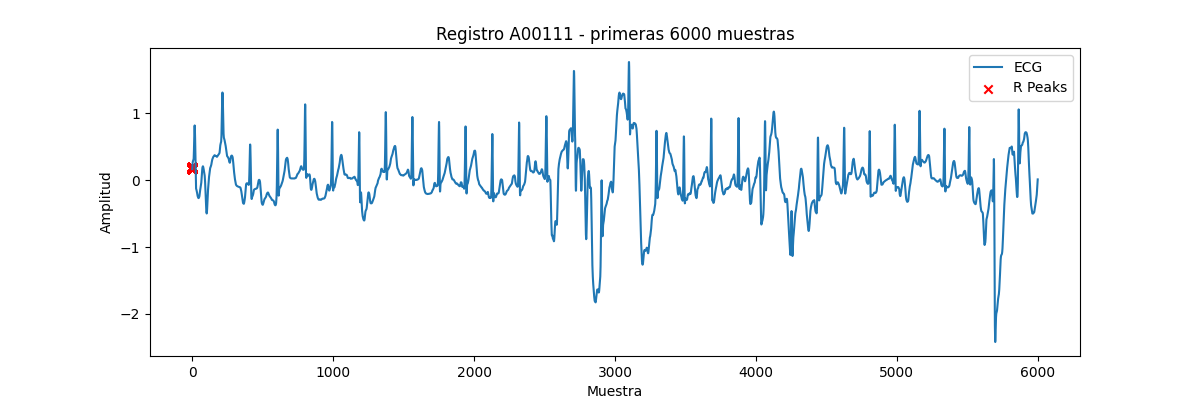 Registro A00111 - primeras 6000 muestras
ECG
R Peaks
Amplitud
1
0
−1
−2
0 1000 2000 3000 4000 5000 6000
Muestra